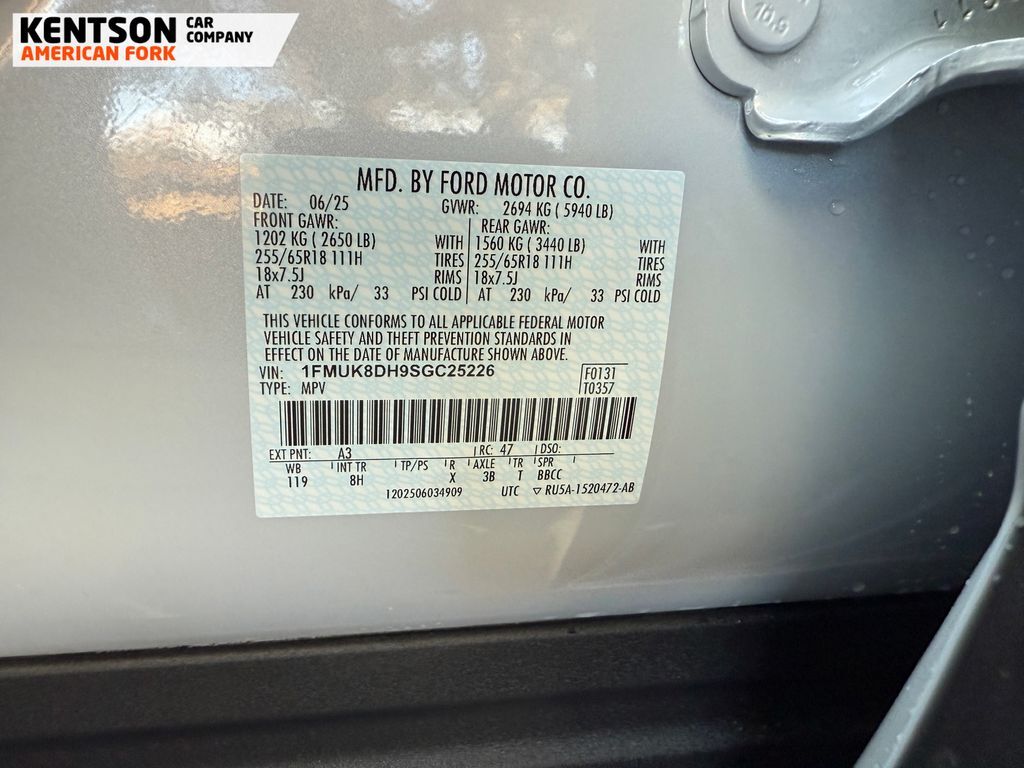 KENTSON CAR COMPANY
AMERICAN FORK
10.9
MFD. BY FORD MOTOR CO.
DATE: 06/25 GVWR: 2694 KG ( 5940 LB)
FRONT GAWR: REAR GAWR:
1202 KG ( 2650 LB) WITH 1560 KG ( 3440 LB) WITH
255/65R18 111H TIRES 255/65R18 111H TIRES
18x7.5J RIMS 18x7.5J RIMS
AT 230 kPa/ 33 PSI COLD AT 230 kPa/ 33 PSI COLD
THIS VEHICLE CONFORMS TO ALL APPLICABLE FEDERAL MOTOR
VEHICLE SAFETY AND THEFT PREVENTION STANDARDS IN
EFFECT ON THE DATE OF MANUFACTURE SHOWN ABOVE.
VIN: 1FMUK8DH9SGC25226 F0131
TYPE: MPV T0357
EXT PNT: A3 RC: 47 DSO:
WB INT TR TP/PS R AXLE TR SPR
119 8H X 3B T BBCC
1202506034909 UTC ▽ RU5A-1520472-AB